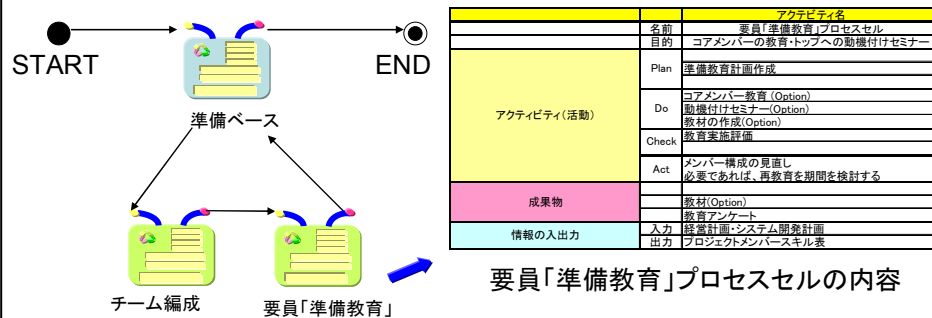 START
END
準備ベース
チーム編成
要員「準備教育」
アクテビティ名
名前 要員「準備教育」プロセスセル
目的 コアメンバーの教育・トップへの動機付けセミナー
アクティビティ(活動)
Plan 準備教育計画作成
Do
コアメンバー教育 (Option)
動機付けセミナー(Option)
教材の作成(Option)
Check 教育実施評価
Act
メンバー構成の見直し
必要であれば、再教育を期間を検討する
成果物
教材(Option)
教育アンケート
情報の入出力
入力 経営計画・システム開発計画
出力 プロジェクトメンバースキル表
要員「準備教育」プロセスセルの内容